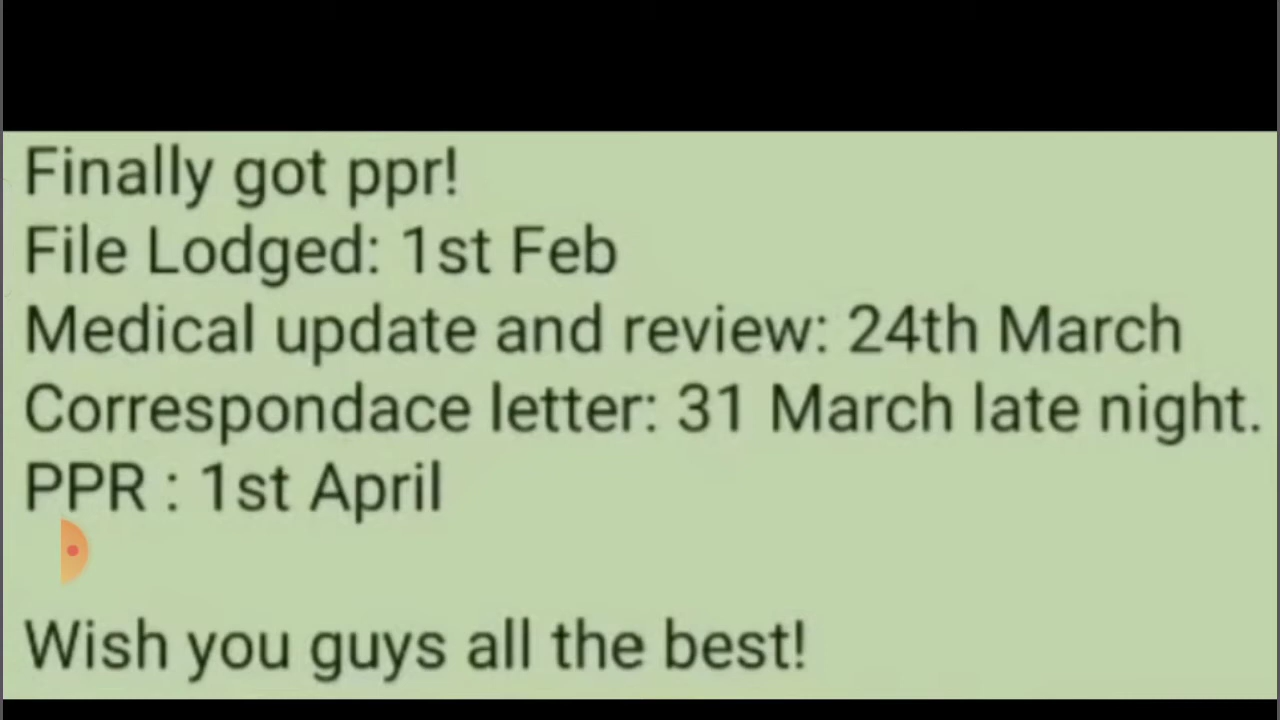 Finally got ppr!
File Lodged: 1st Feb
Medical update and review: 24th March
Correspondace letter: 31 March late night.
PPR : 1st April
Wish you guys all the best!